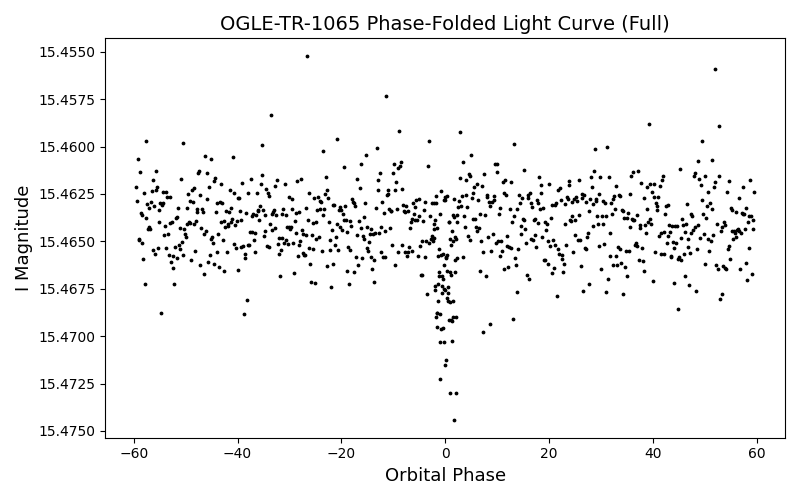 OGLE-TR-1065 Phase-Folded Light Curve (Full)
I Magnitude
15.4550
15.4575
15.4600
15.4625
15.4650
15.4675
15.4700
15.4725
15.4750
−60 −40 −20 0 20 40 60
Orbital Phase